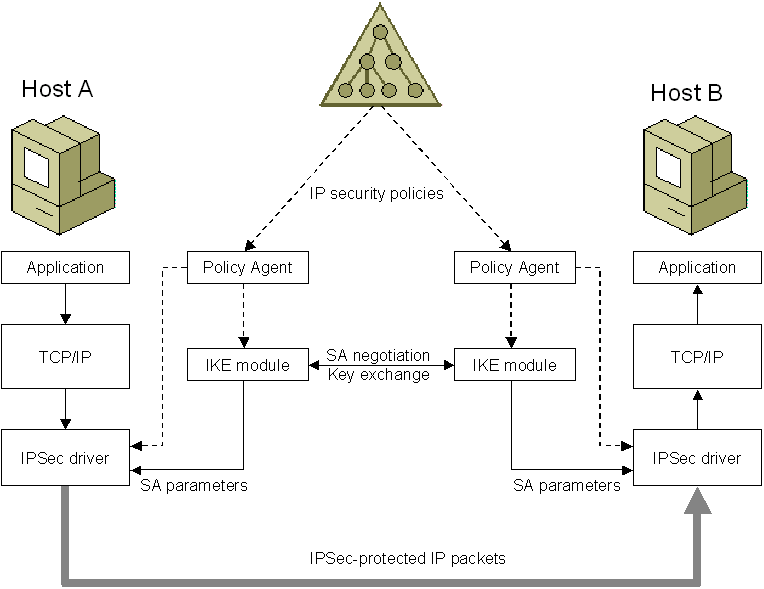 Host A
Host B
IP security policies
Application
Policy Agent
Policy Agent
Application
TCP/IP
IKE module
SA negotiation
Key exchange
IKE module
TCP/IP
IPSec driver
SA parameters
SA parameters
IPSec driver
IPSec-protected IP packets